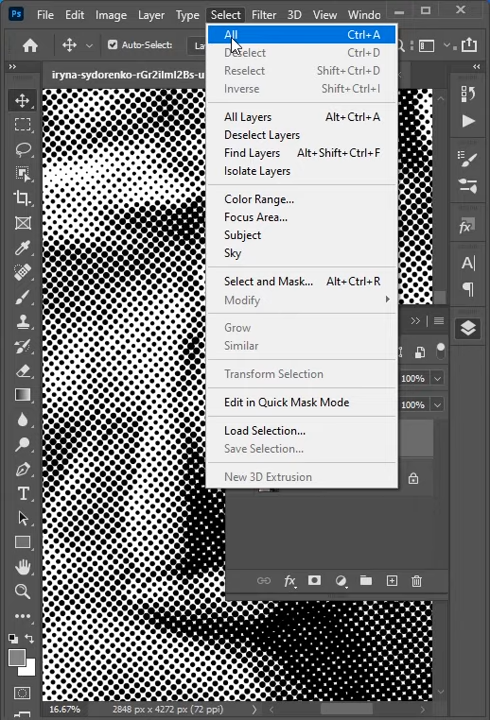 Ps File Edit Image Layer Type Select Filter 3D View Windo
Auto-Select:
iryna-sydorenko-rGr2ilmI2Bs-u
All Ctrl+A
Deselect Ctrl+D
Reselect Shift+Ctrl+D
Inverse Shift+Ctrl+I
All Layers Alt+Ctrl+A
Deselect Layers
Find Layers Alt+Shift+Ctrl+F
Isolate Layers
Color Range...
Focus Area...
Subject
Sky
Select and Mask... Alt+Ctrl+R
Modify
Grow
Similar
Transform Selection
Edit in Quick Mask Mode
Load Selection...
Save Selection...
New 3D Extrusion
100%
100%
fx
16.67% 2848 px x 4272 px (72 ppi)